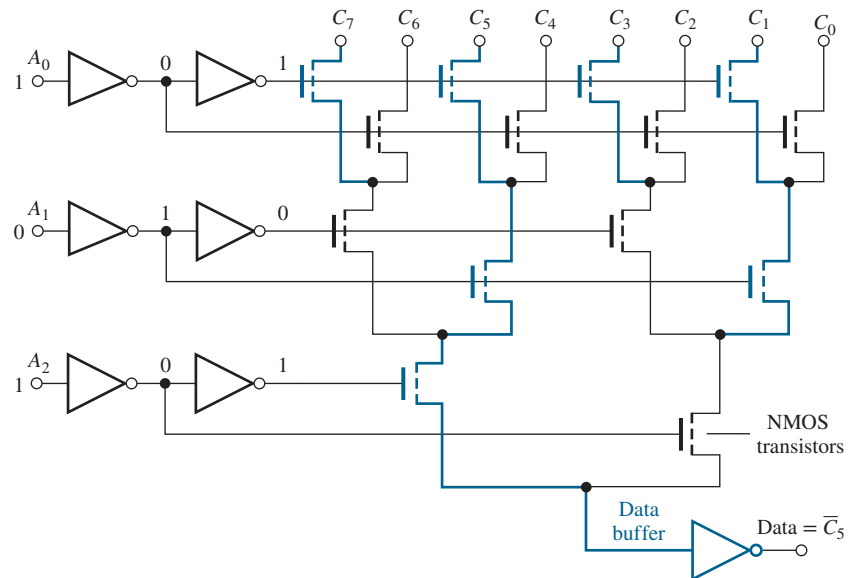 C₇ C₆ C₅ C₄ C₃ C₂ C₁ C₀
A₀ 0 1
1
A₁ 1 0
0
A₂ 0 1
1
NMOS
transistors
Data
buffer
Data = C̅₅